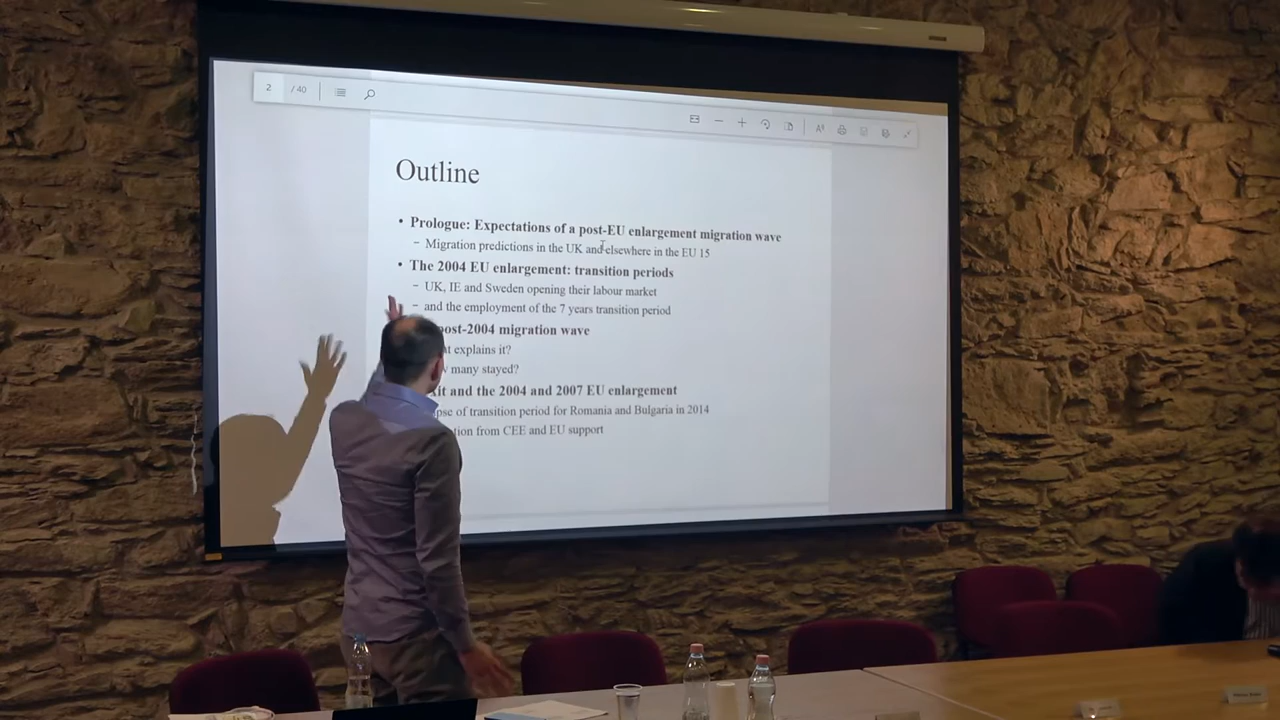 2 / 40
Outline
• Prologue: Expectations of a post-EU enlargement migration wave
– Migration predictions in the UK and elsewhere in the EU 15
• The 2004 EU enlargement: transition periods
– UK, IE and Sweden opening their labour market
– and the employment of the 7 years transition period
post-2004 migration wave
explains it?
many stayed?
and the 2004 and 2007 EU enlargement
of transition period for Romania and Bulgaria in 2014
from CEE and EU support